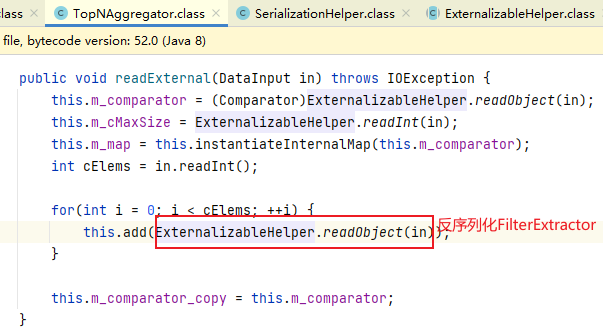 class × TopNAggregator.class × SerializationHelper.class × ExternalizableHelper.class
file, bytecode version: 52.0 (Java 8)
public void readExternal(DataInput in) throws IOException {
this.m_comparator = (Comparator)ExternalizableHelper.readObject(in);
this.m_cMaxSize = ExternalizableHelper.readInt(in);
this.m_map = this.instantiateInternalMap(this.m_comparator);
int cElems = in.readInt();
for(int i = 0; i < cElems; ++i) {
this.add(ExternalizableHelper.readObject(in)); 反序列化FilterExtractor
}
this.m_comparator_copy = this.m_comparator;
}